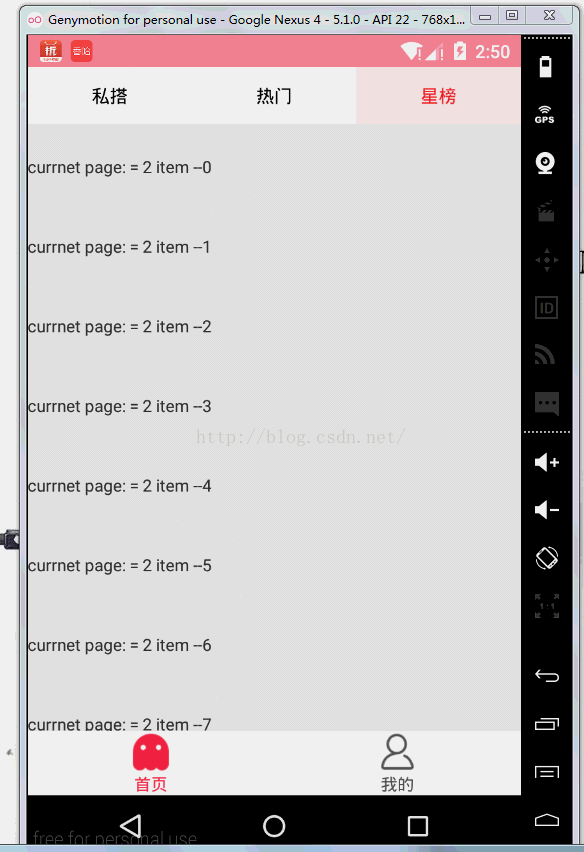 Genymotion for personal use - Google Nexus 4 - 5.1.0 - API 22 - 768x1...
2:50
GPS
私搭 热门 星榜
currnet page: = 2 item --0
currnet page: = 2 item --1
ID
currnet page: = 2 item --2
currnet page: = 2 item --3
http://blog.csdn.net/
currnet page: = 2 item --4
currnet page: = 2 item --5
1:1
currnet page: = 2 item --6
currnet page: = 2 item --7
首页 我的
free for personal use